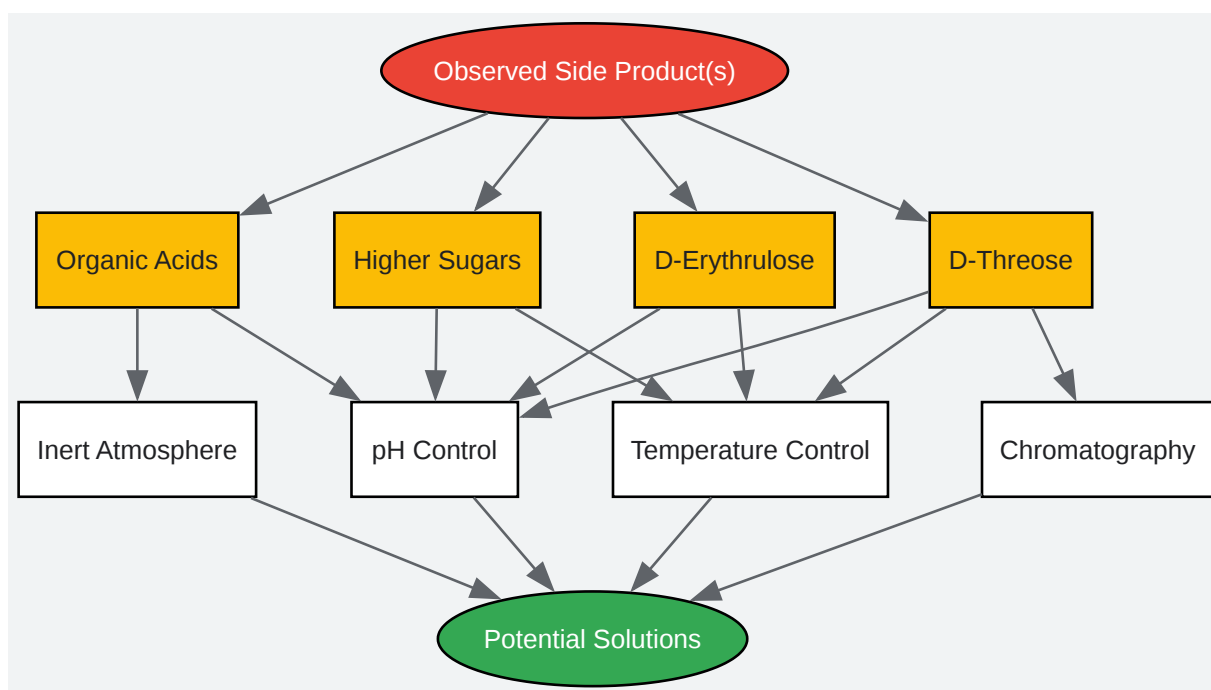 Observed Side Product(s)
Organic Acids
Higher Sugars
D-Erythrulose
D-Threose
Inert Atmosphere
pH Control
Temperature Control
Chromatography
Potential Solutions